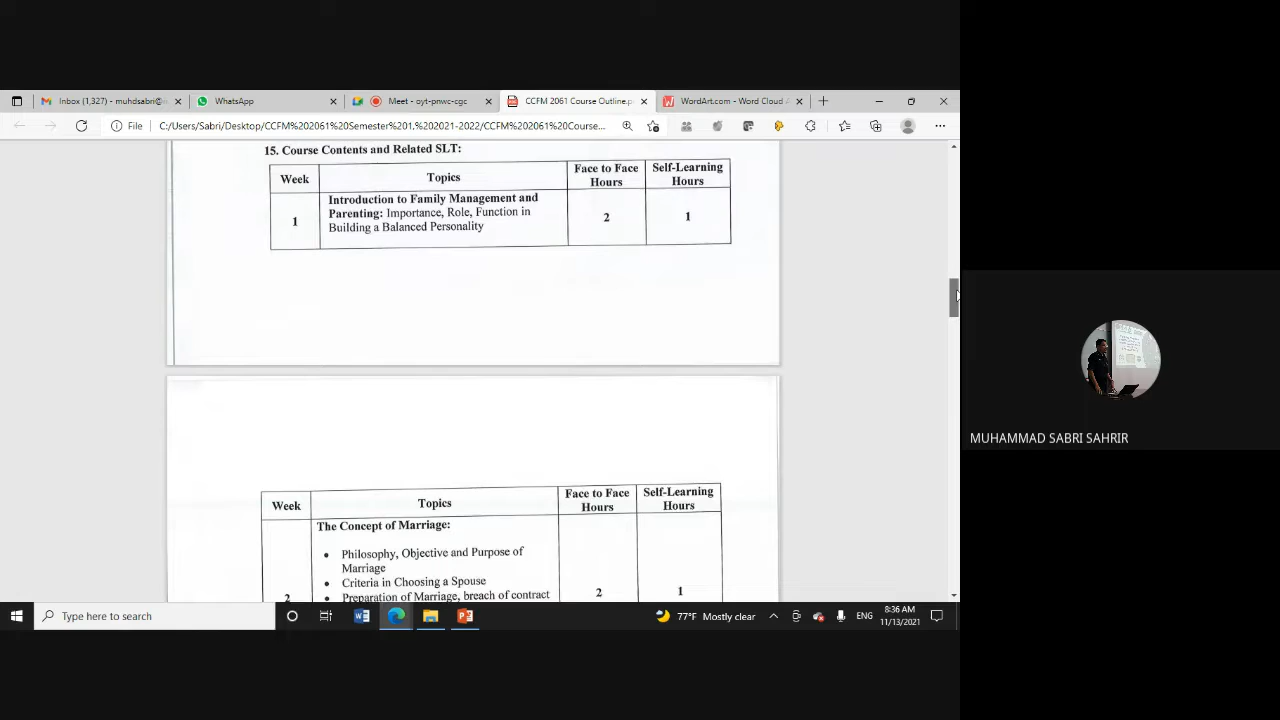 Inbox (1,327) - muhdsabri@
WhatsApp
Meet - oyt-pnwc-cgc
CCFM 2061 Course Outline.p
WordArt.com - Word Cloud A
File
C:/Users/Sabri/Desktop/CCFM%202061%20Semester%201,%202021-2022/CCFM%202061%20Course...
15. Course Contents and Related SLT:
Week
Topics
Face to Face
Hours
Self-Learning
Hours
1
Introduction to Family Management and
Parenting: Importance, Role, Function in
Building a Balanced Personality
2
1
Week
Topics
Face to Face
Hours
Self-Learning
Hours
2
The Concept of Marriage:
• Philosophy, Objective and Purpose of
Marriage
• Criteria in Choosing a Spouse
• Preparation of Marriage, breach of contract
2
1
MUHAMMAD SABRI SAHRIR
Type here to search
77°F Mostly clear
ENG
8:36 AM
11/13/2021